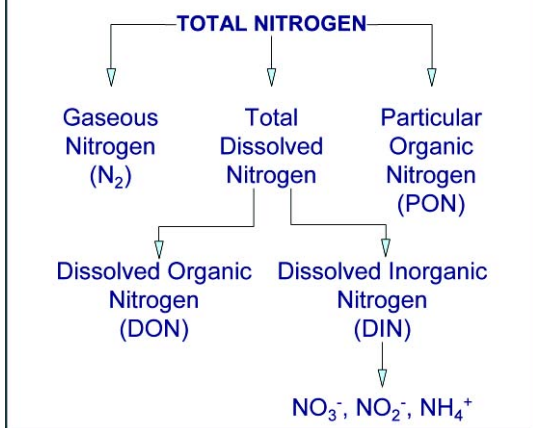 TOTAL NITROGEN
Gaseous
Nitrogen
(N₂)
Total
Dissolved
Nitrogen
Particular
Organic
Nitrogen
(PON)
Dissolved Organic
Nitrogen
(DON)
Dissolved Inorganic
Nitrogen
(DIN)
NO₃⁻, NO₂⁻, NH₄⁺